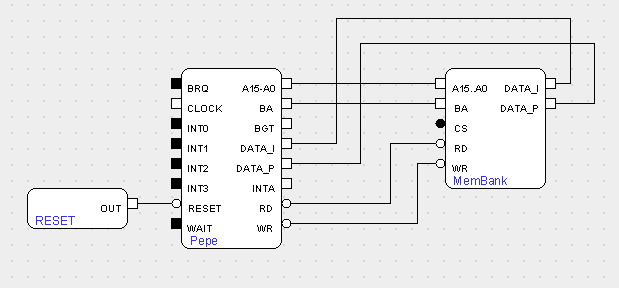 BRQ A15-A0
CLOCK BA
INT0 BGT
INT1 DATA_I
INT2 DATA_P
INT3 INTA
RESET RD
WAIT WR
Pepe
A15..A0 DATA_I
BA DATA_P
CS
RD
WR
MemBank
OUT
RESET